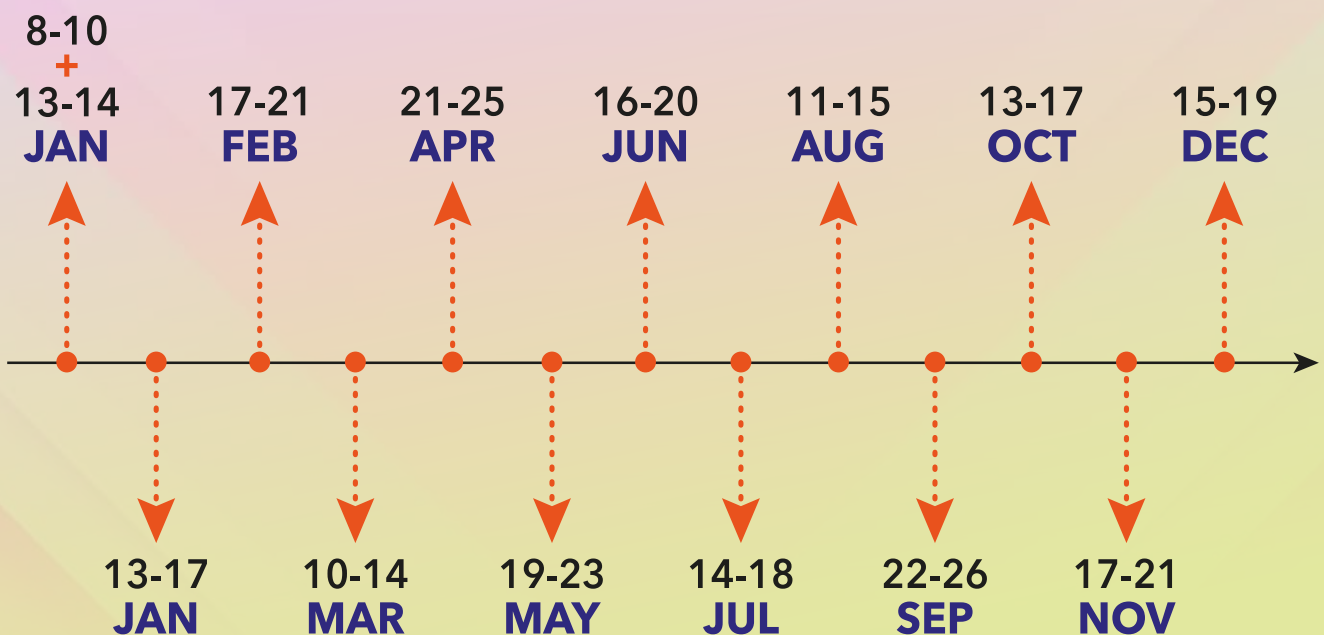 8-10
+
13-14
JAN
17-21
FEB
21-25
APR
16-20
JUN
11-15
AUG
13-17
OCT
15-19
DEC
13-17
JAN
10-14
MAR
19-23
MAY
14-18
JUL
22-26
SEP
17-21
NOV